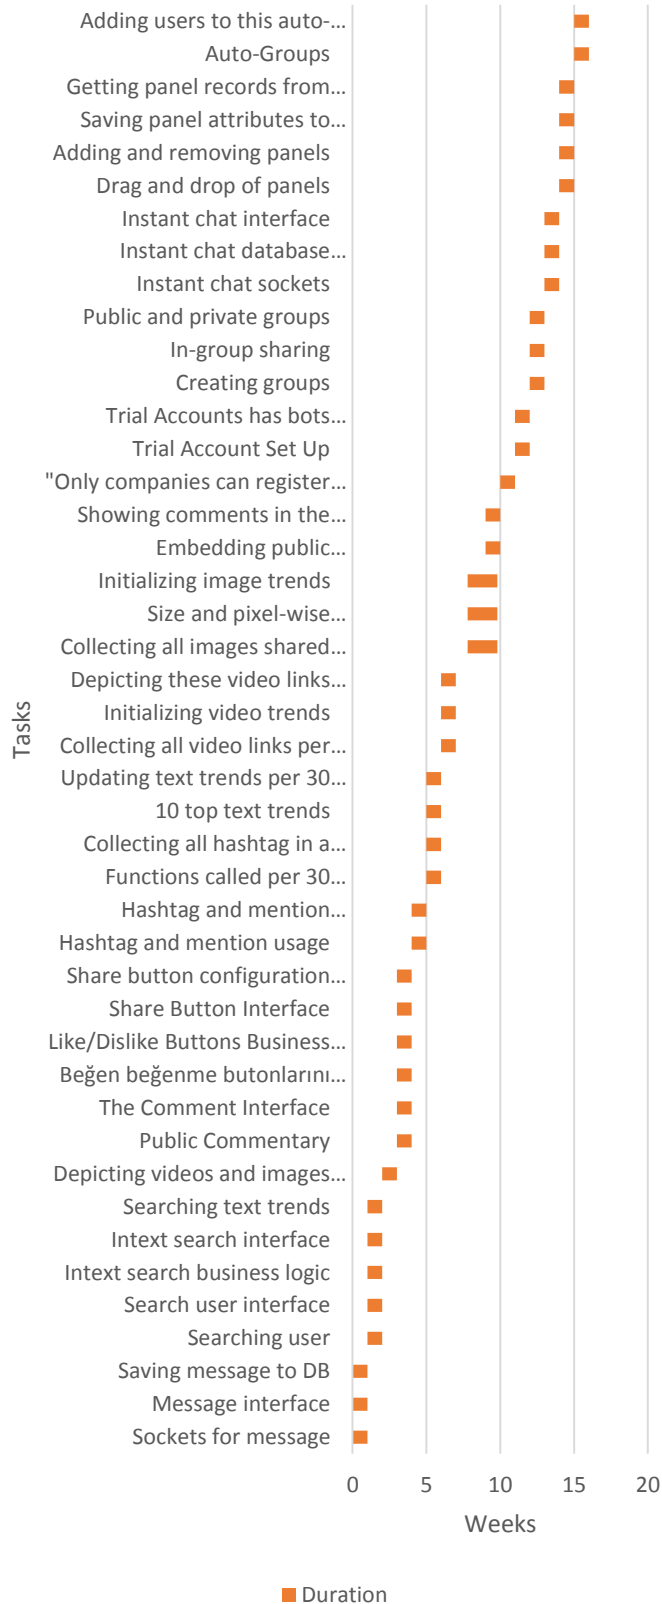 Adding users to this auto-...
Auto-Groups
Getting panel records from...
Saving panel attributes to...
Adding and removing panels
Drag and drop of panels
Instant chat interface
Instant chat database...
Instant chat sockets
Public and private groups
In-group sharing
Creating groups
Trial Accounts has bots...
Trial Account Set Up
"Only companies can register...
Showing comments in the...
Embedding public...
Initializing image trends
Size and pixel-wise...
Collecting all images shared...
Depicting these video links...
Initializing video trends
Collecting all video links per...
Updating text trends per 30...
10 top text trends
Collecting all hashtag in a...
Functions called per 30...
Hashtag and mention...
Hashtag and mention usage
Share button configuration...
Share Button Interface
Like/Dislike Buttons Business...
Beğen beğenme butonlarını...
The Comment Interface
Public Commentary
Depicting videos and images...
Searching text trends
Intext search interface
Intext search business logic
Search user interface
Searching user
Saving message to DB
Message interface
Sockets for message
Tasks
0 5 10 15 20
Weeks
Duration